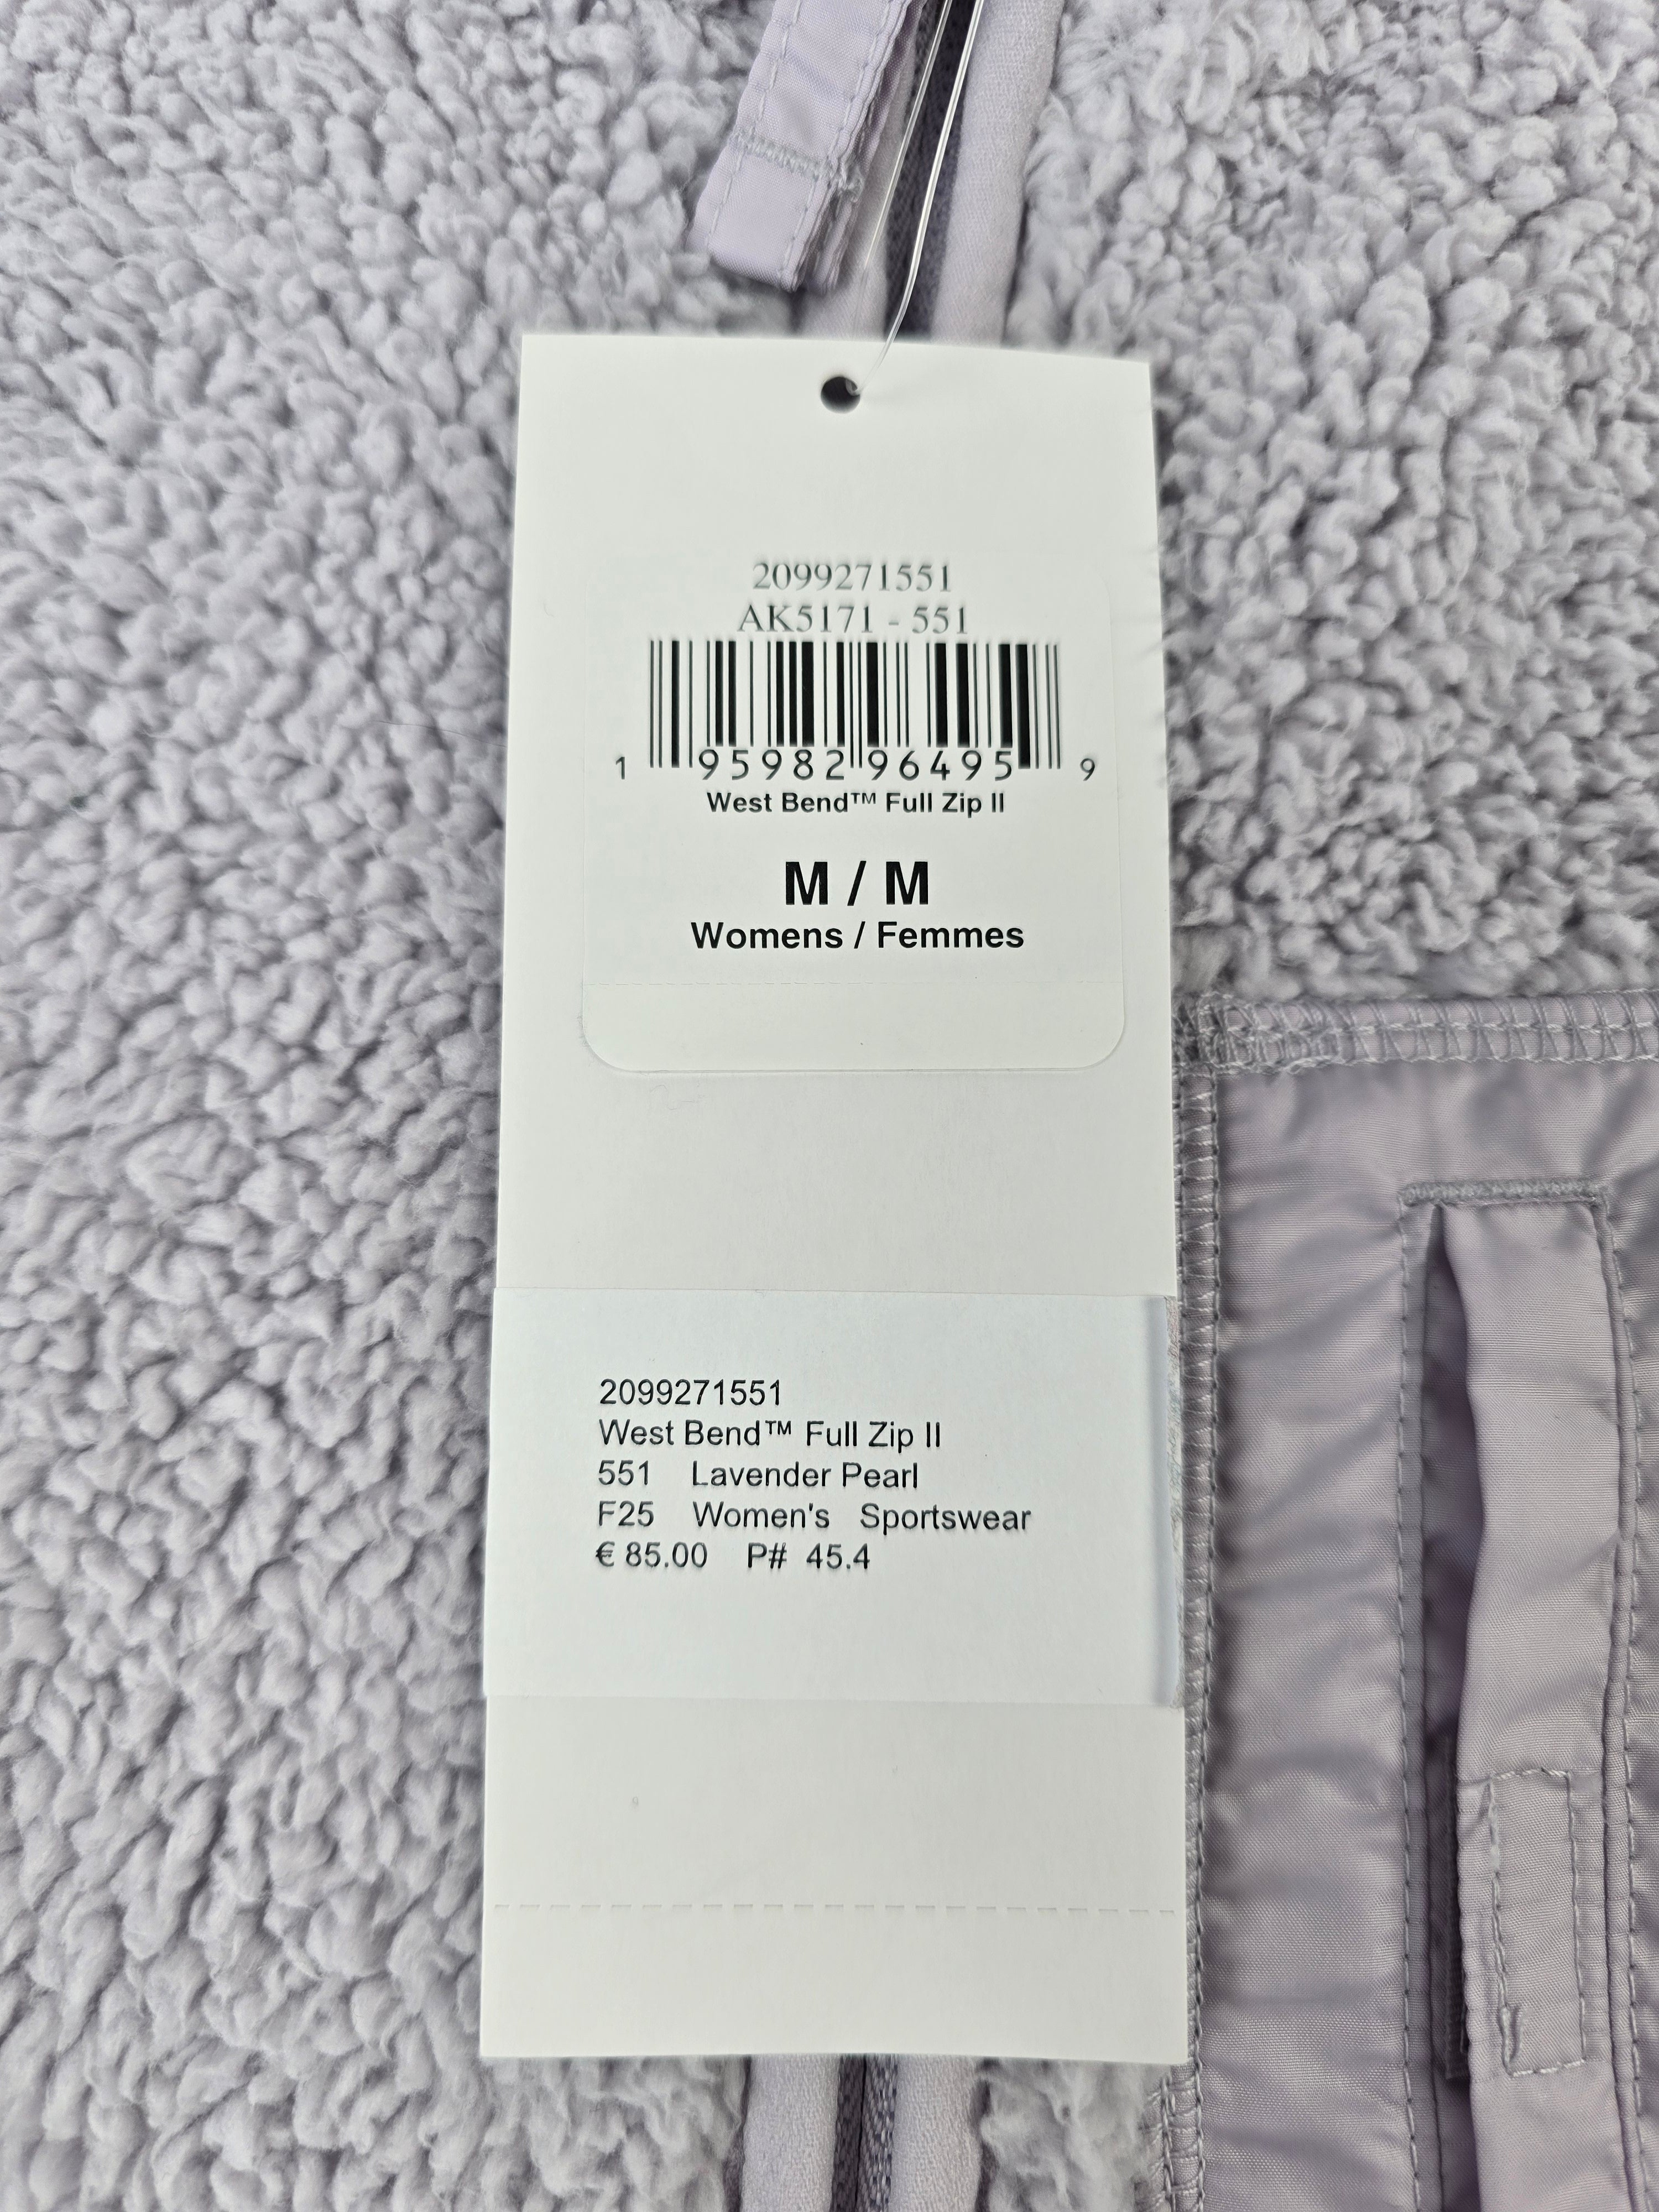 2099271551
AK5171 - 551
1 95982 96495 9
West Bend™ Full Zip II
M / M
Womens / Femmes
2099271551
West Bend™ Full Zip II
551 Lavender Pearl
F25 Women's Sportswear
€ 85.00 P# 45.4